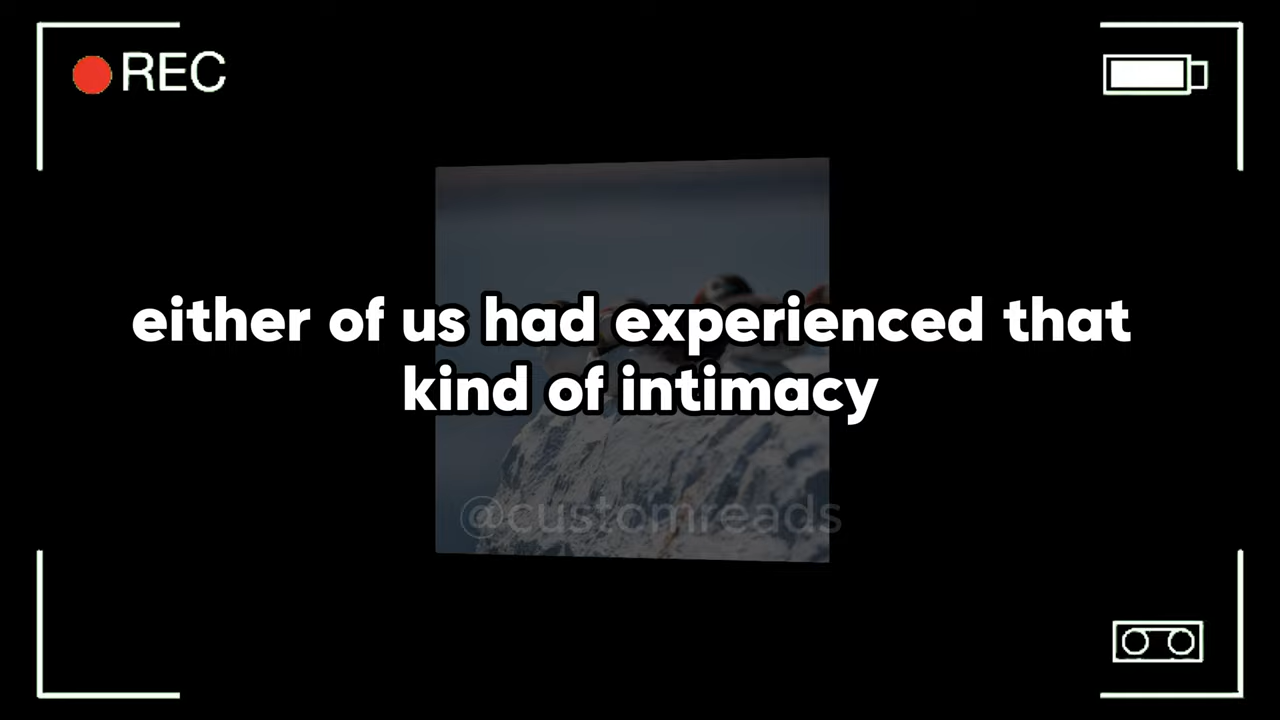 REC
either of us had experienced that
kind of intimacy
@customreads